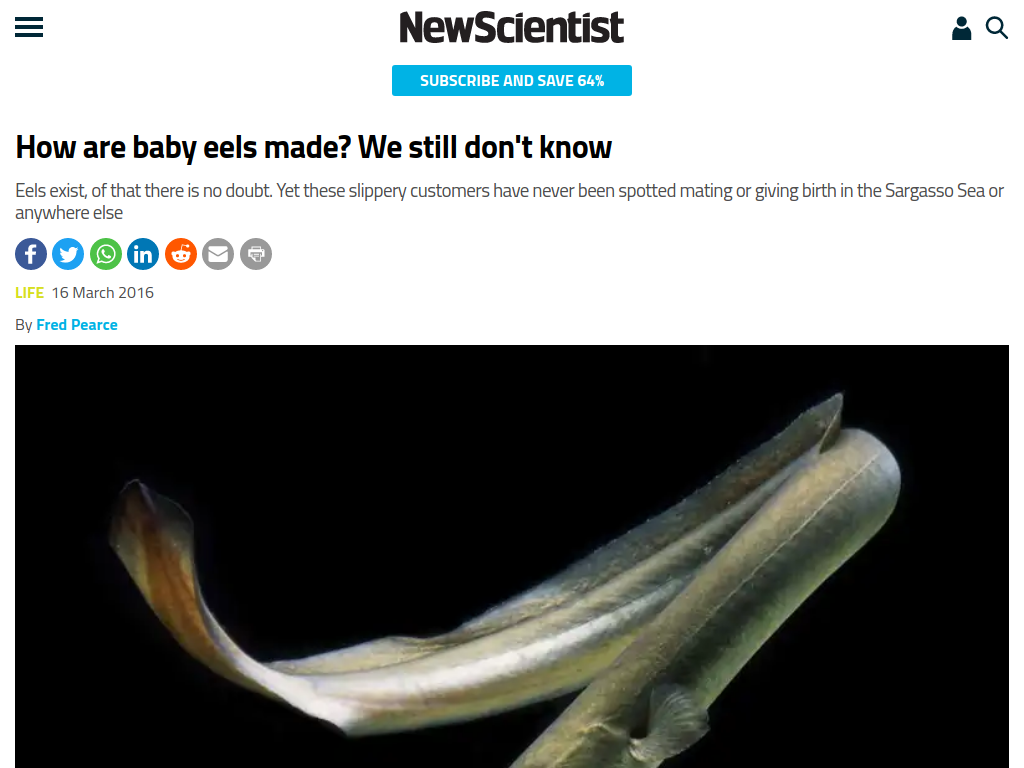 NewScientist
SUBSCRIBE AND SAVE 64%
How are baby eels made? We still don't know
Eels exist, of that there is no doubt. Yet these slippery customers have never been spotted mating or giving birth in the Sargasso Sea or
anywhere else
LIFE 16 March 2016
By Fred Pearce